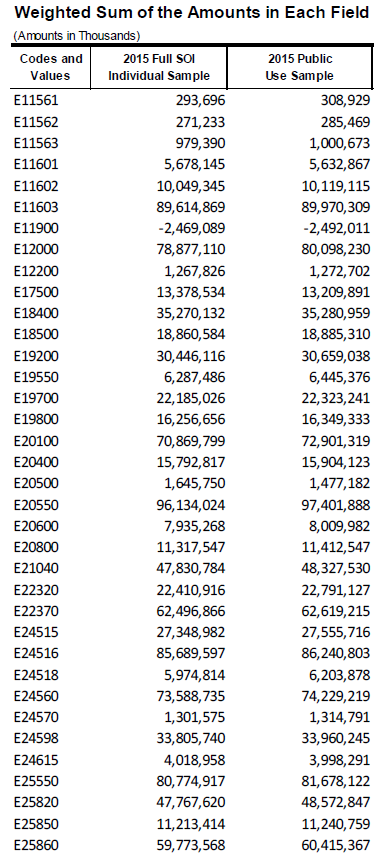 Weighted Sum of the Amounts in Each Field
(Amounts in Thousands)
Codes and Values 2015 Full SOI Individual Sample 2015 Public Use Sample
E11561 293,696 308,929
E11562 271,233 285,469
E11563 979,390 1,000,673
E11601 5,678,145 5,632,867
E11602 10,049,345 10,119,115
E11603 89,614,869 89,970,309
E11900 -2,469,089 -2,492,011
E12000 78,877,110 80,098,230
E12200 1,267,826 1,272,702
E17500 13,378,534 13,209,891
E18400 35,270,132 35,280,959
E18500 18,860,584 18,885,310
E19200 30,446,116 30,659,038
E19550 6,287,486 6,445,376
E19700 22,185,026 22,323,241
E19800 16,256,656 16,349,333
E20100 70,869,799 72,901,319
E20400 15,792,817 15,904,123
E20500 1,645,750 1,477,182
E20550 96,134,024 97,401,888
E20600 7,935,268 8,009,982
E20800 11,317,547 11,412,547
E21040 47,830,784 48,327,530
E22320 22,410,916 22,791,127
E22370 62,496,866 62,619,215
E24515 27,348,982 27,555,716
E24516 85,689,597 86,240,803
E24518 5,974,814 6,203,878
E24560 73,588,735 74,229,219
E24570 1,301,575 1,314,791
E24598 33,805,740 33,960,245
E24615 4,018,958 3,998,291
E25550 80,774,917 81,678,122
E25820 47,767,620 48,572,847
E25850 11,213,414 11,240,759
E25860 59,773,568 60,415,367